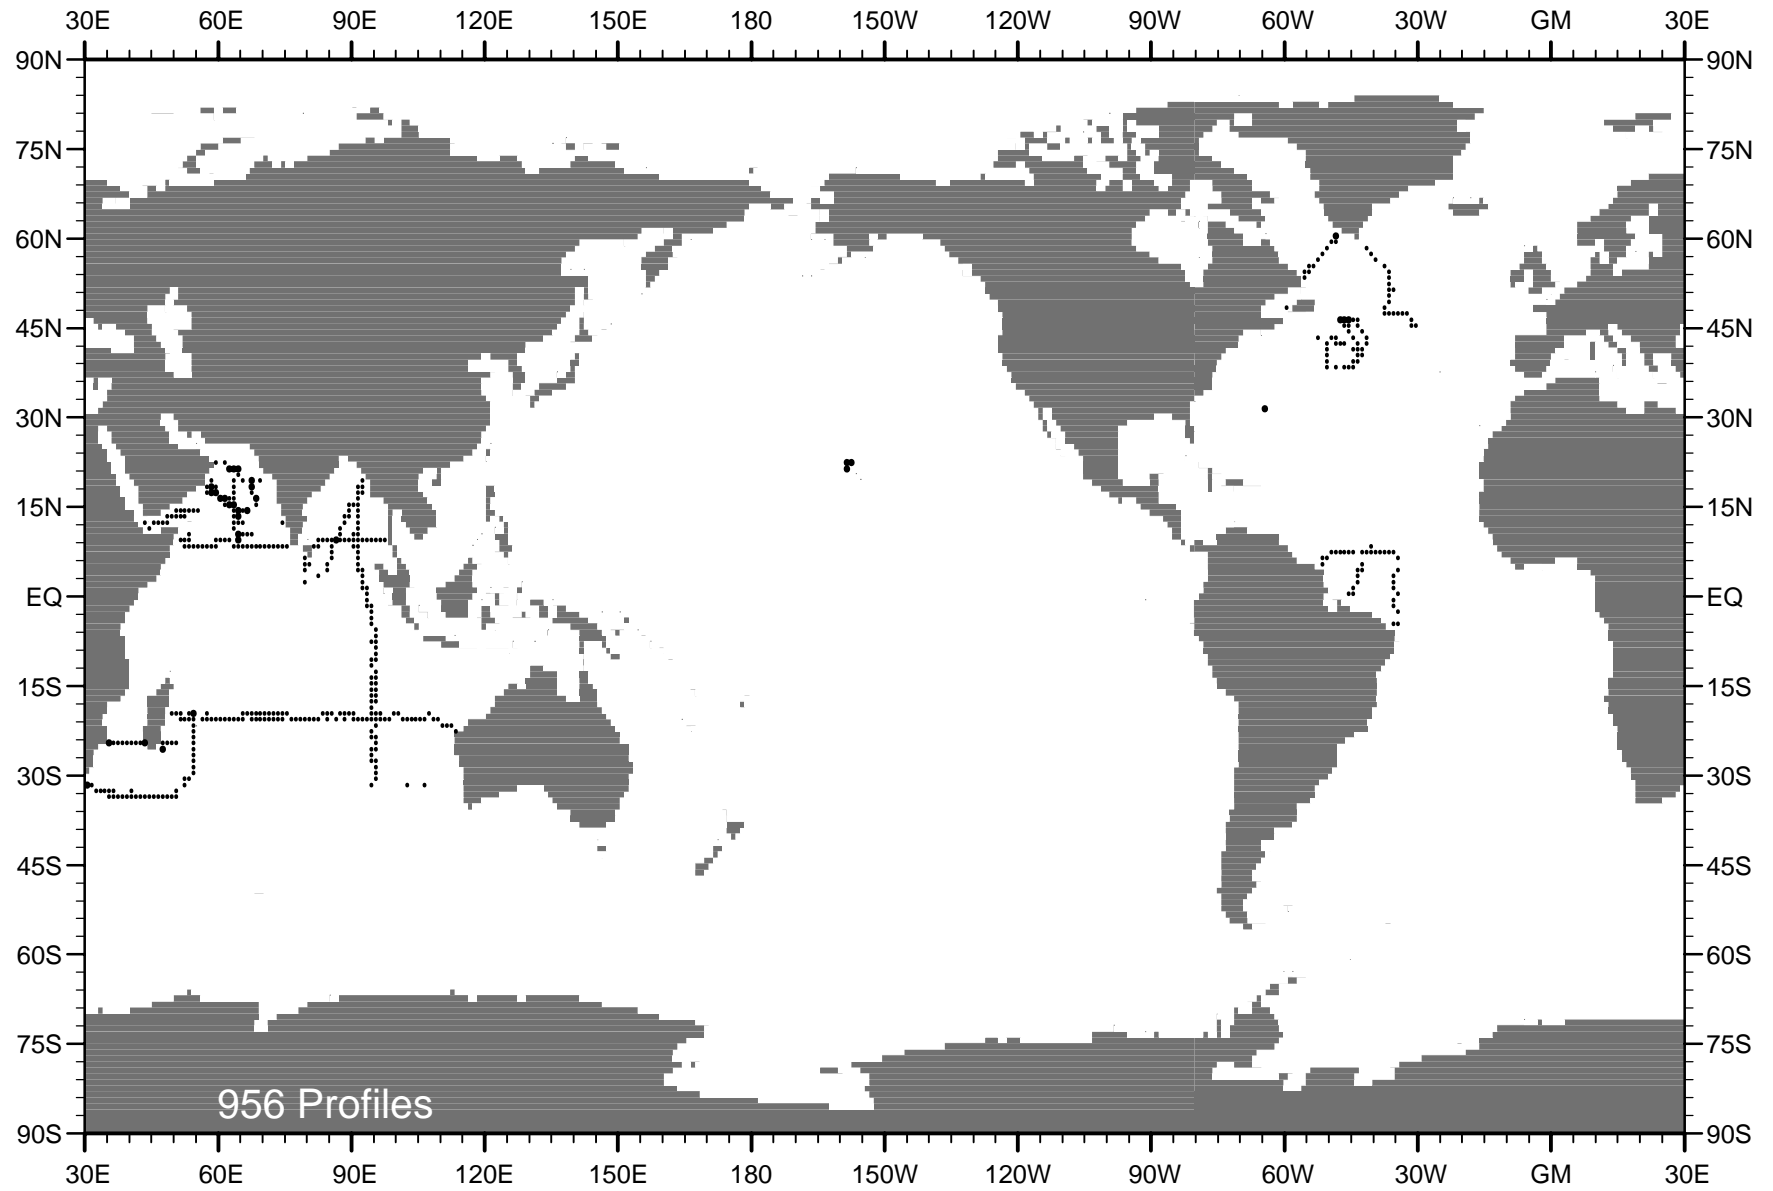 30E 60E 90E 120E 150E 180 150W 120W 90W 60W 30W GM 30E
90N 90N
75N 75N
60N 60N
45N 45N
30N 30N
15N 15N
EQ EQ
15S 15S
30S 30S
45S 45S
60S 60S
75S 75S
956 Profiles
90S 90S
30E 60E 90E 120E 150E 180 150W 120W 90W 60W 30W GM 30E